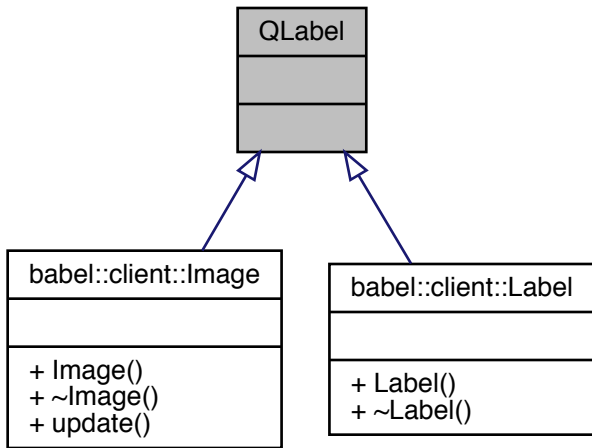 QLabel
babel::client::Image
+ Image()
+ ~Image()
+ update()
babel::client::Label
+ Label()
+ ~Label()